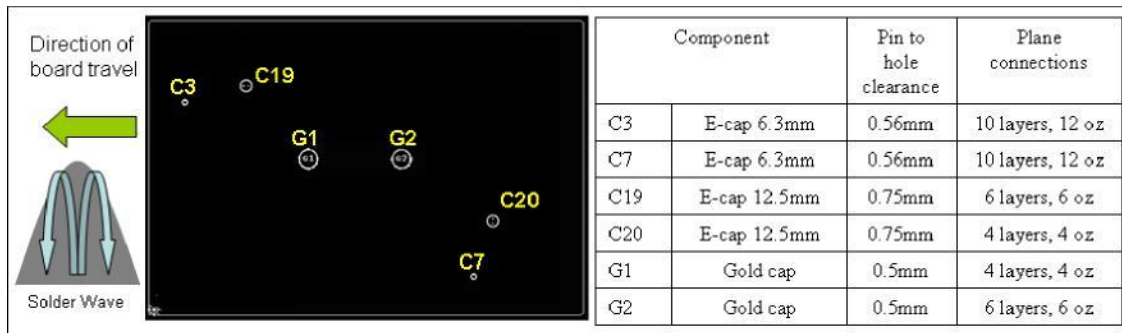 Direction of
board travel
Solder Wave
C3
C19
G1
G2
C20
C7
G1
G2
Component
Pin to
hole
clearance
Plane
connections
C3 E-cap 6.3mm 0.56mm 10 layers, 12 oz
C7 E-cap 6.3mm 0.56mm 10 layers, 12 oz
C19 E-cap 12.5mm 0.75mm 6 layers, 6 oz
C20 E-cap 12.5mm 0.75mm 4 layers, 4 oz
G1 Gold cap 0.5mm 4 layers, 4 oz
G2 Gold cap 0.5mm 6 layers, 6 oz